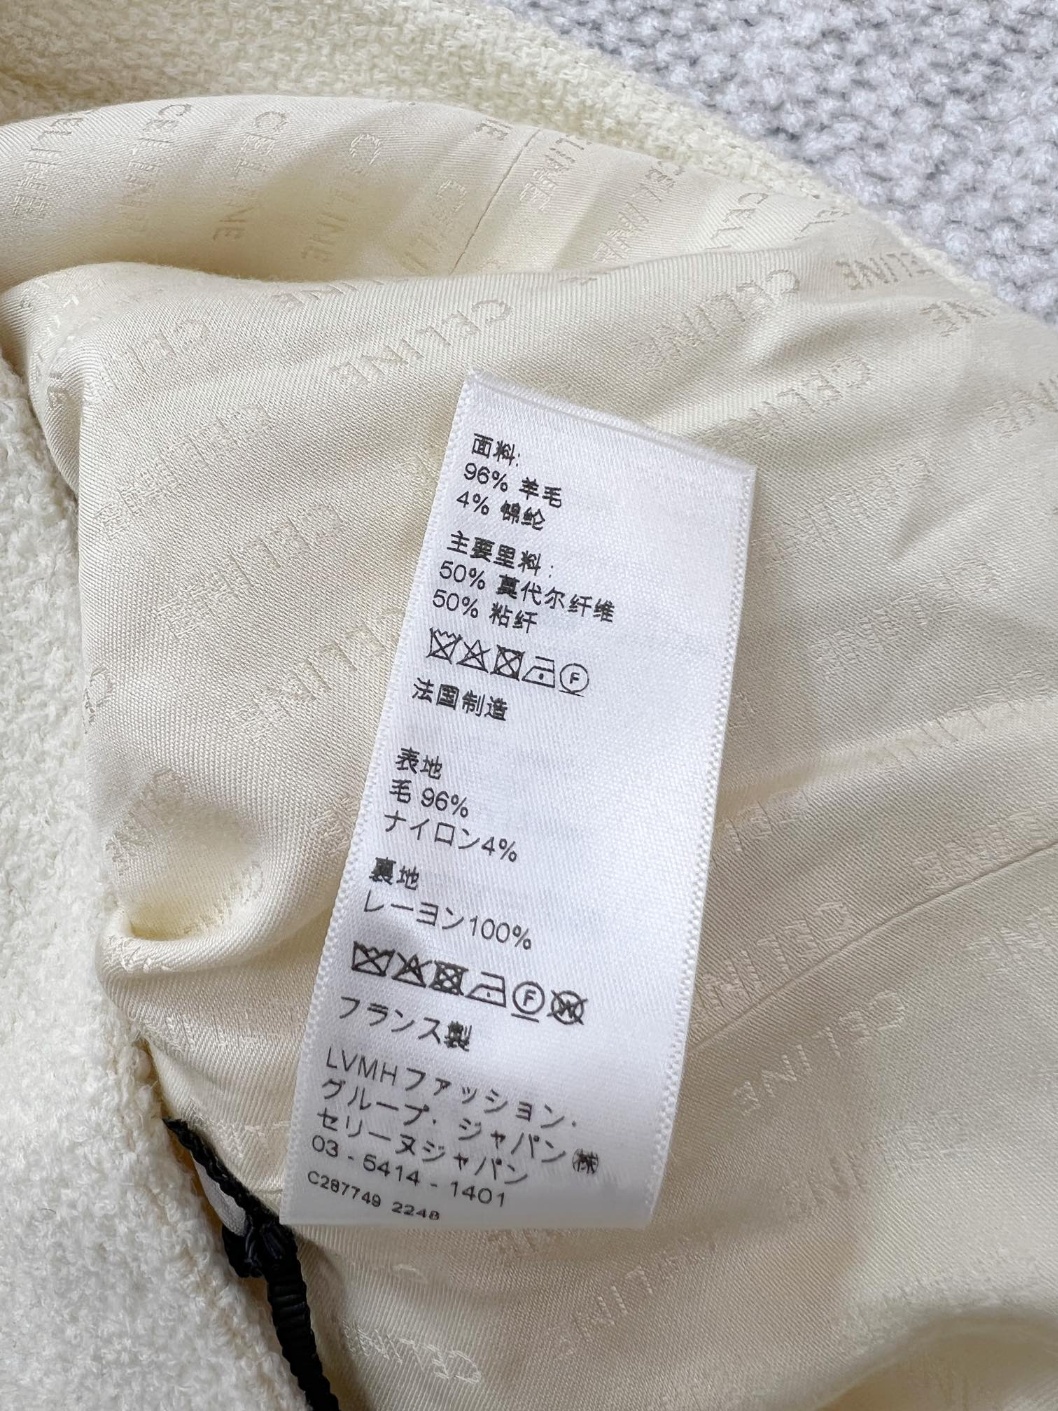 面料:
96% 羊毛
4% 锦纶
主要里料:
50% 莫代尔纤维
50% 粘纤
F
法国制造
表地
毛 96%
ナイロン4%
裏地
レーヨン100%
F W
フランス製
LVMHファッション・
グループ・ジャパン㈱
セリーヌジャパン
03 - 5414 - 1401
C287749 2248
CELINE
CELINE
CELINE
CELINE
CELINE
CELINE
CELINE